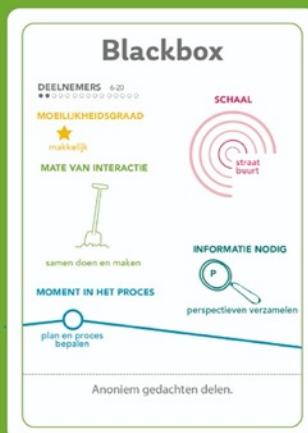 Blackbox
DEELNEMERS 6-20
MOEILIJKHEIDSGRAAD
makkelijk
SCHAAL
straat
buurt
MATE VAN INTERACTIE
samen doen en maken
INFORMATIE NODIG
P
perspectieven verzamelen
MOMENT IN HET PROCES
plan en proces
bepalen
Anoniem gedachten delen.